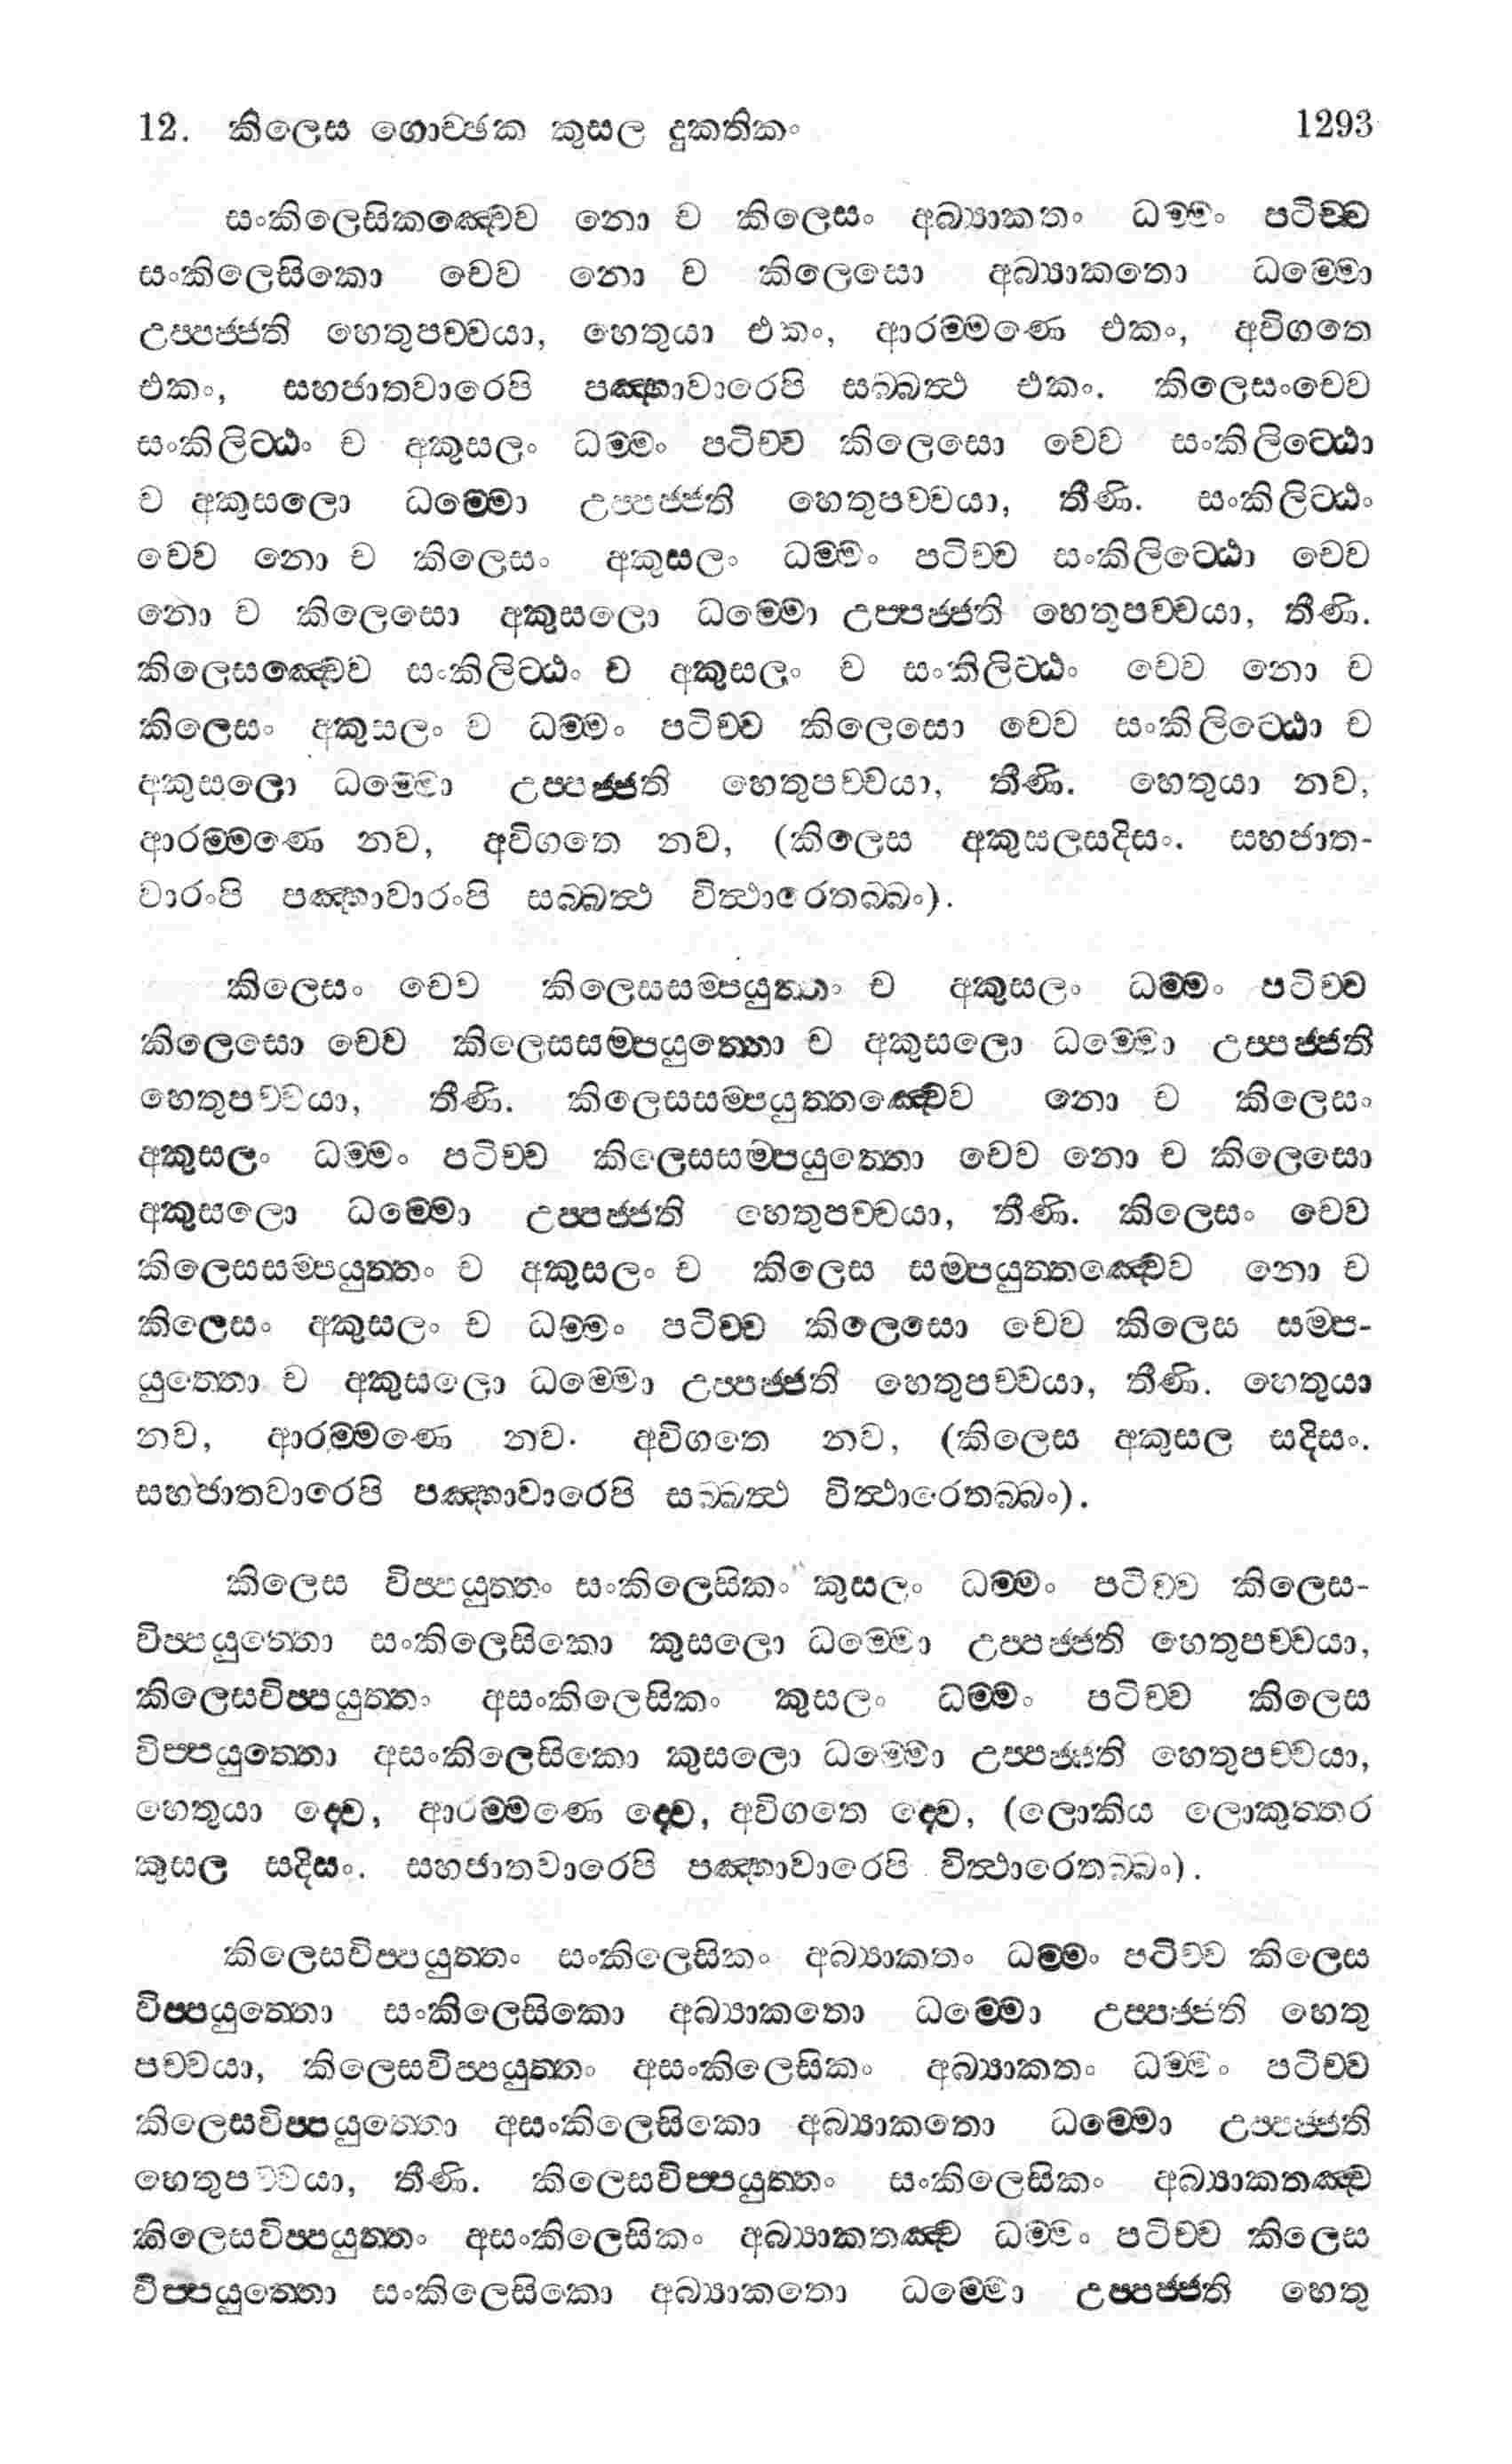 12. කිලෙස ගොච්ඡක කුසල දුකතිකං 1293
සංකිලෙසිකඤ්චෙව නො ච කිලෙසං අබ්‍යාකතං ධම්මං පටිච්ච
සංකිලෙසිකො චෙව නො ච කිලෙසො අබ්‍යාකතො ධම්මො
උප්පජ්ජති හෙතුපච්චයා, හෙතුයා එකං, ආරම්මණෙ එකං, අවිගතෙ
එකං, සහජාතවාරෙපි පඤ්හාවාරෙපි සබ්බත්ථ එකං. කිලෙසංචෙව
සංකිලිට්ඨං ච අකුසලං ධම්මං පටිච්ච කිලෙසො චෙව සංකිලිට්ඨො
ච අකුසලො ධම්මො උප්පජ්ජති හෙතුපච්චයා, තීණි. සංකිලිට්ඨං
චෙව නො ච කිලෙසං අකුසලං ධම්මං පටිච්ච සංකිලිට්ඨො චෙව
නො ච කිලෙසො අකුසලො ධම්මො උප්පජ්ජති හෙතුපච්චයා, තීණි.
කිලෙසඤ්චෙව සංකිලිට්ඨං ච අකුසලං ච සංකිලිට්ඨං චෙව නො ච
කිලෙසං අකුසලං ච ධම්මං පටිච්ච කිලෙසො චෙව සංකිලිට්ඨො ච
අකුසලො ධම්මො උප්පජ්ජති හෙතුපච්චයා, තීණි. හෙතුයා නව,
ආරම්මණෙ නව, අවිගතෙ නව, (කිලෙස අකුසලසදිසං. සහජාත-
වාරංපි පඤ්හාවාරංපි සබ්බත්ථ විත්ථාරෙතබ්බං).
කිලෙසං චෙව කිලෙසසම්පයුත්තං ච අකුසලං ධම්මං පටිච්ච
කිලෙසො චෙව කිලෙසසම්පයුත්තො ච අකුසලො ධම්මො උප්පජ්ජති
හෙතුපච්චයා, තීණි. කිලෙසසම්පයුත්තඤ්චෙව නො ච කිලෙසං
අකුසලං ධම්මං පටිච්ච කිලෙසසම්පයුත්තො චෙව නො ච කිලෙසො
අකුසලො ධම්මො උප්පජ්ජති හෙතුපච්චයා, තීණි. කිලෙසං චෙව
කිලෙසසම්පයුත්තං ච අකුසලං ච කිලෙස සම්පයුත්තඤ්චෙව නො ච
කිලෙසං අකුසලං ච ධම්මං පටිච්ච කිලෙසො චෙව කිලෙස සම්ප-
යුත්තො ච අකුසලො ධම්මො උප්පජ්ජති හෙතුපච්චයා, තීණි. හෙතුයා
නව, ආරම්මණෙ නව. අවිගතෙ නව, (කිලෙස අකුසල සදිසං.
සහජාතවාරෙපි පඤ්හාවාරෙපි සබ්බත්ථ විත්ථාරෙතබ්බං).
කිලෙස විප්පයුත්තං සංකිලෙසිකං කුසලං ධම්මං පටිච්ච කිලෙස-
විප්පයුත්තො සංකිලෙසිකො කුසලො ධම්මො උප්පජ්ජති හෙතුපච්චයා,
කිලෙසවිප්පයුත්තං අසංකිලෙසිකං කුසලං ධම්මං පටිච්ච කිලෙස
විප්පයුත්තො අසංකිලෙසිකො කුසලො ධම්මො උප්පජ්ජති හෙතුපච්චයා,
හෙතුයා ද්වෙ, ආරම්මණෙ ද්වෙ, අවිගතෙ ද්වෙ, (ලොකිය ලොකුත්තර
කුසල සදිසං. සහජාතවාරෙපි පඤ්හාවාරෙපි විත්ථාරෙතබ්බං).
කිලෙසවිප්පයුත්තං සංකිලෙසිකං අබ්‍යාකතං ධම්මං පටිච්ච කිලෙස
විප්පයුත්තො සංකිලෙසිකො අබ්‍යාකතො ධම්මො උප්පජ්ජති හෙතු
පච්චයා, කිලෙසවිප්පයුත්තං අසංකිලෙසිකං අබ්‍යාකතං ධම්මං පටිච්ච
කිලෙසවිප්පයුත්තො අසංකිලෙසිකො අබ්‍යාකතො ධම්මො උප්පජ්ජති
හෙතුපච්චයා, තීණි. කිලෙසවිප්පයුත්තං සංකිලෙසිකං අබ්‍යාකතඤ්ච
කිලෙසවිප්පයුත්තං අසංකිලෙසිකං අබ්‍යාකතඤ්ච ධම්මං පටිච්ච කිලෙස
විප්පයුත්තො සංකිලෙසිකො අබ්‍යාකතො ධම්මො උප්පජ්ජති හෙතු